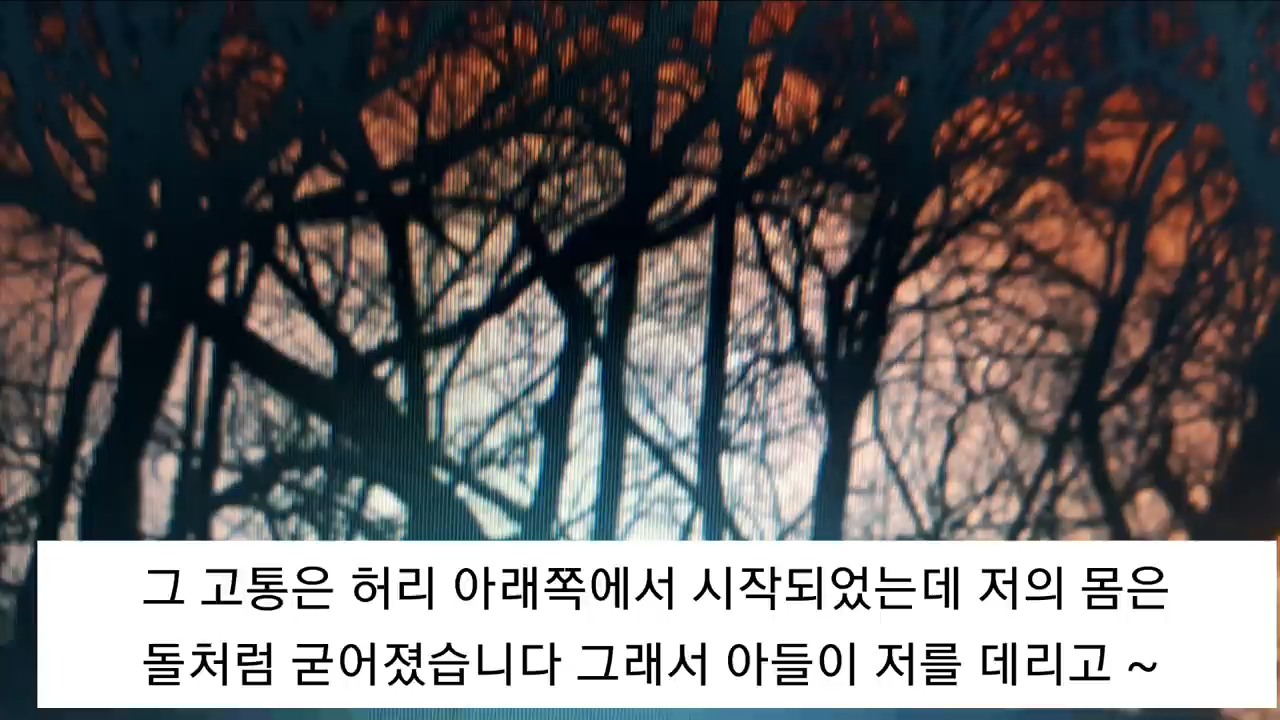 그 고통은 허리 아래쪽에서 시작되었는데 저의 몸은
돌처럼 굳어졌습니다 그래서 아들이 저를 데리고 ~